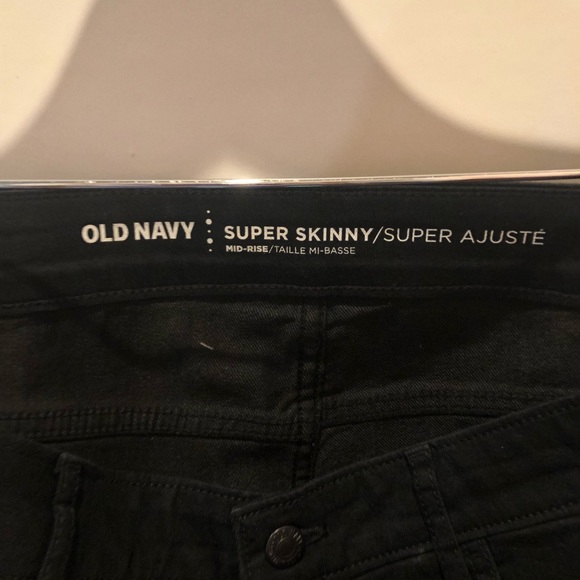 OLD NAVY
SUPER SKINNY/SUPER AJUSTÉ
MID-RISE/TAILLE MI-BASSE